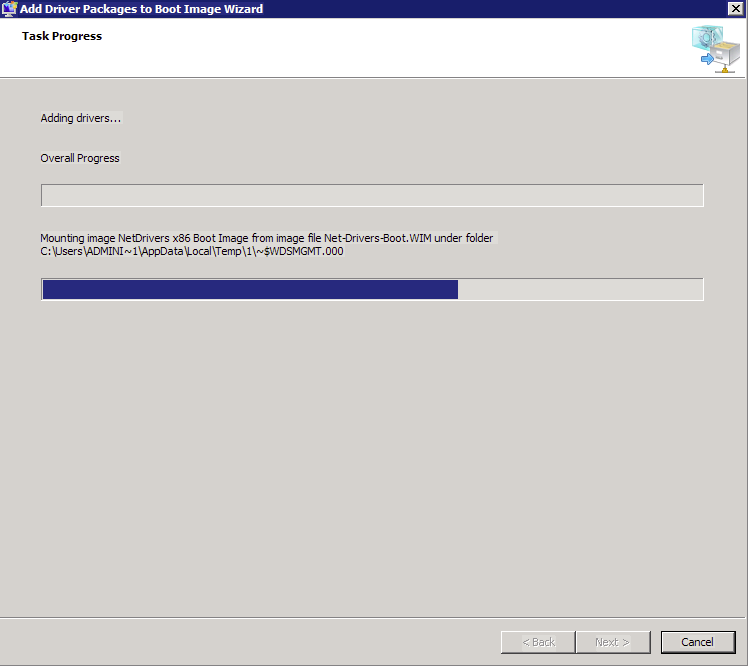 Add Driver Packages to Boot Image Wizard
Task Progress
Adding drivers...
Overall Progress
Mounting image NetDrivers x86 Boot Image from image file Net-Drivers-Boot.WIM under folder
C:\Users\ADMINI~1\AppData\Local\Temp\1\~$WDSMGMT.000
< Back Next > Cancel